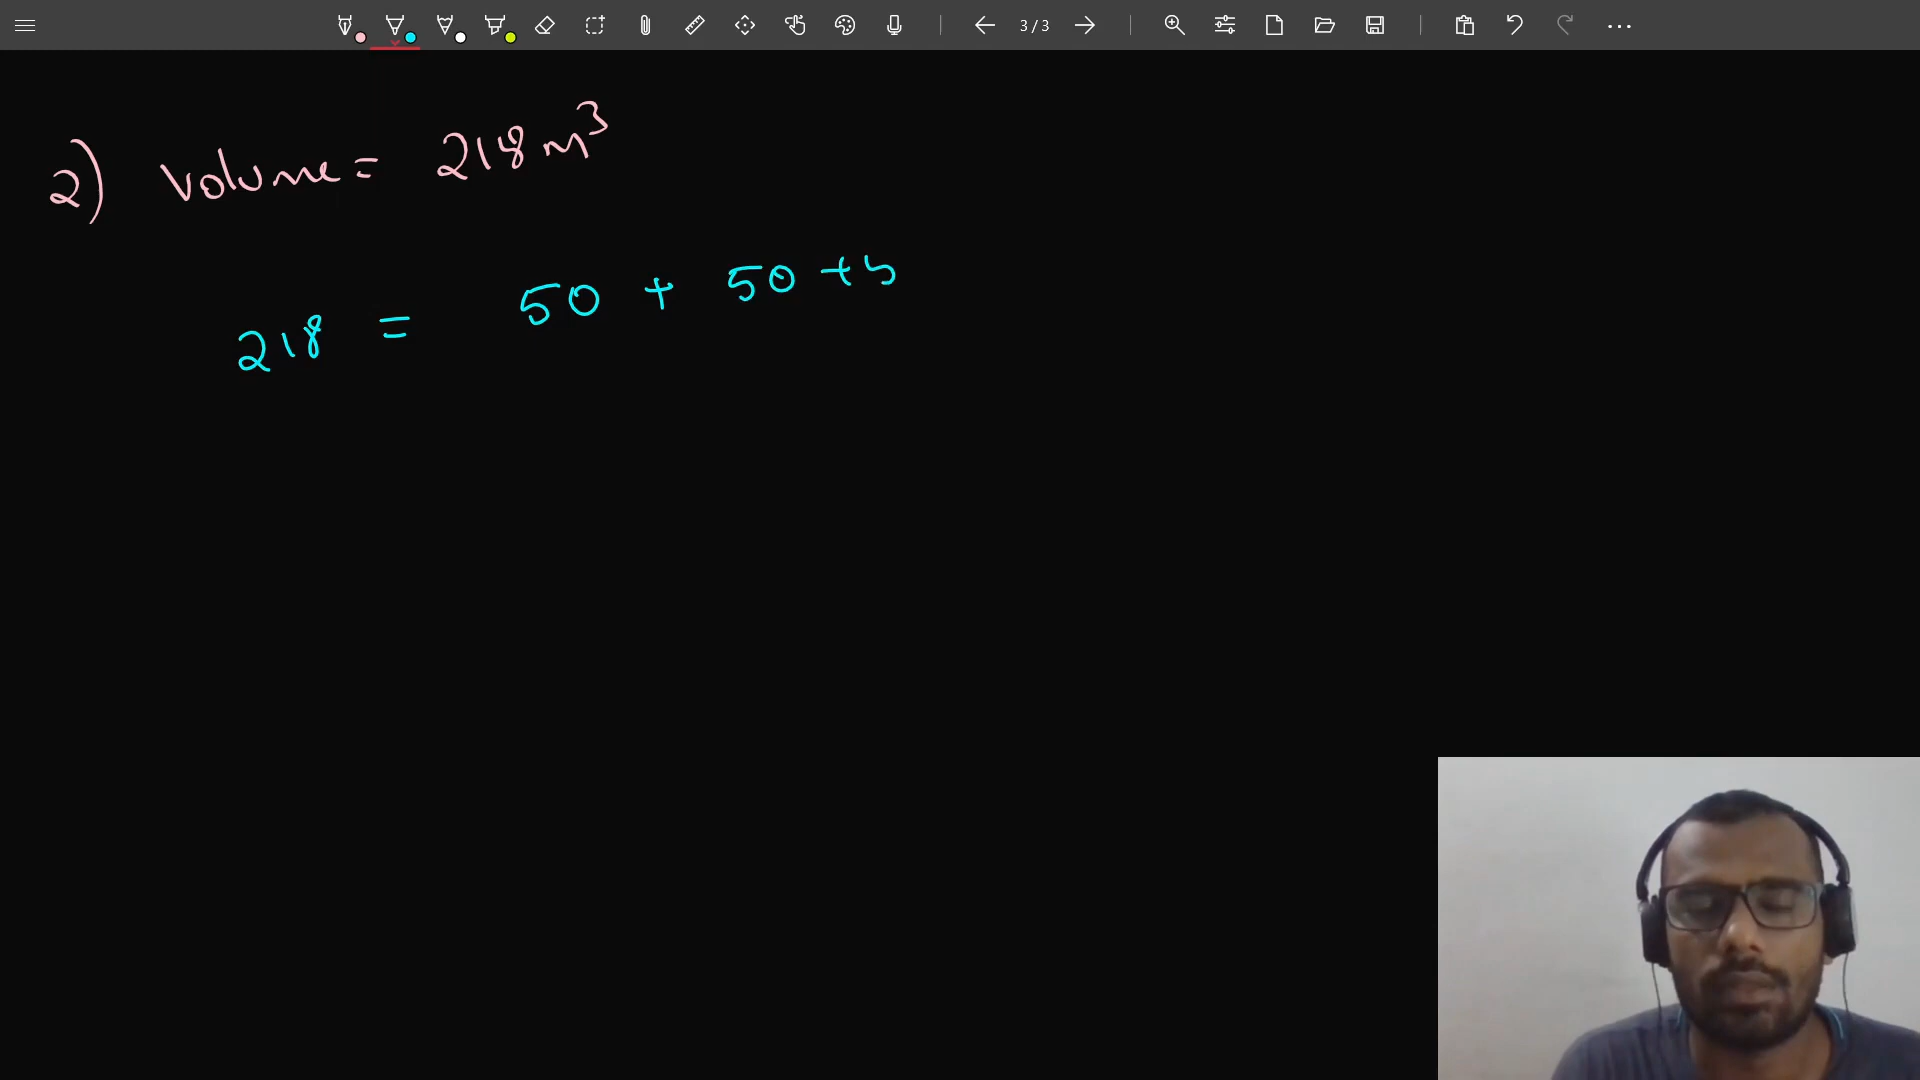 3 / 3
2) Volume = 218 m³
218 = 50 + 50 + 5